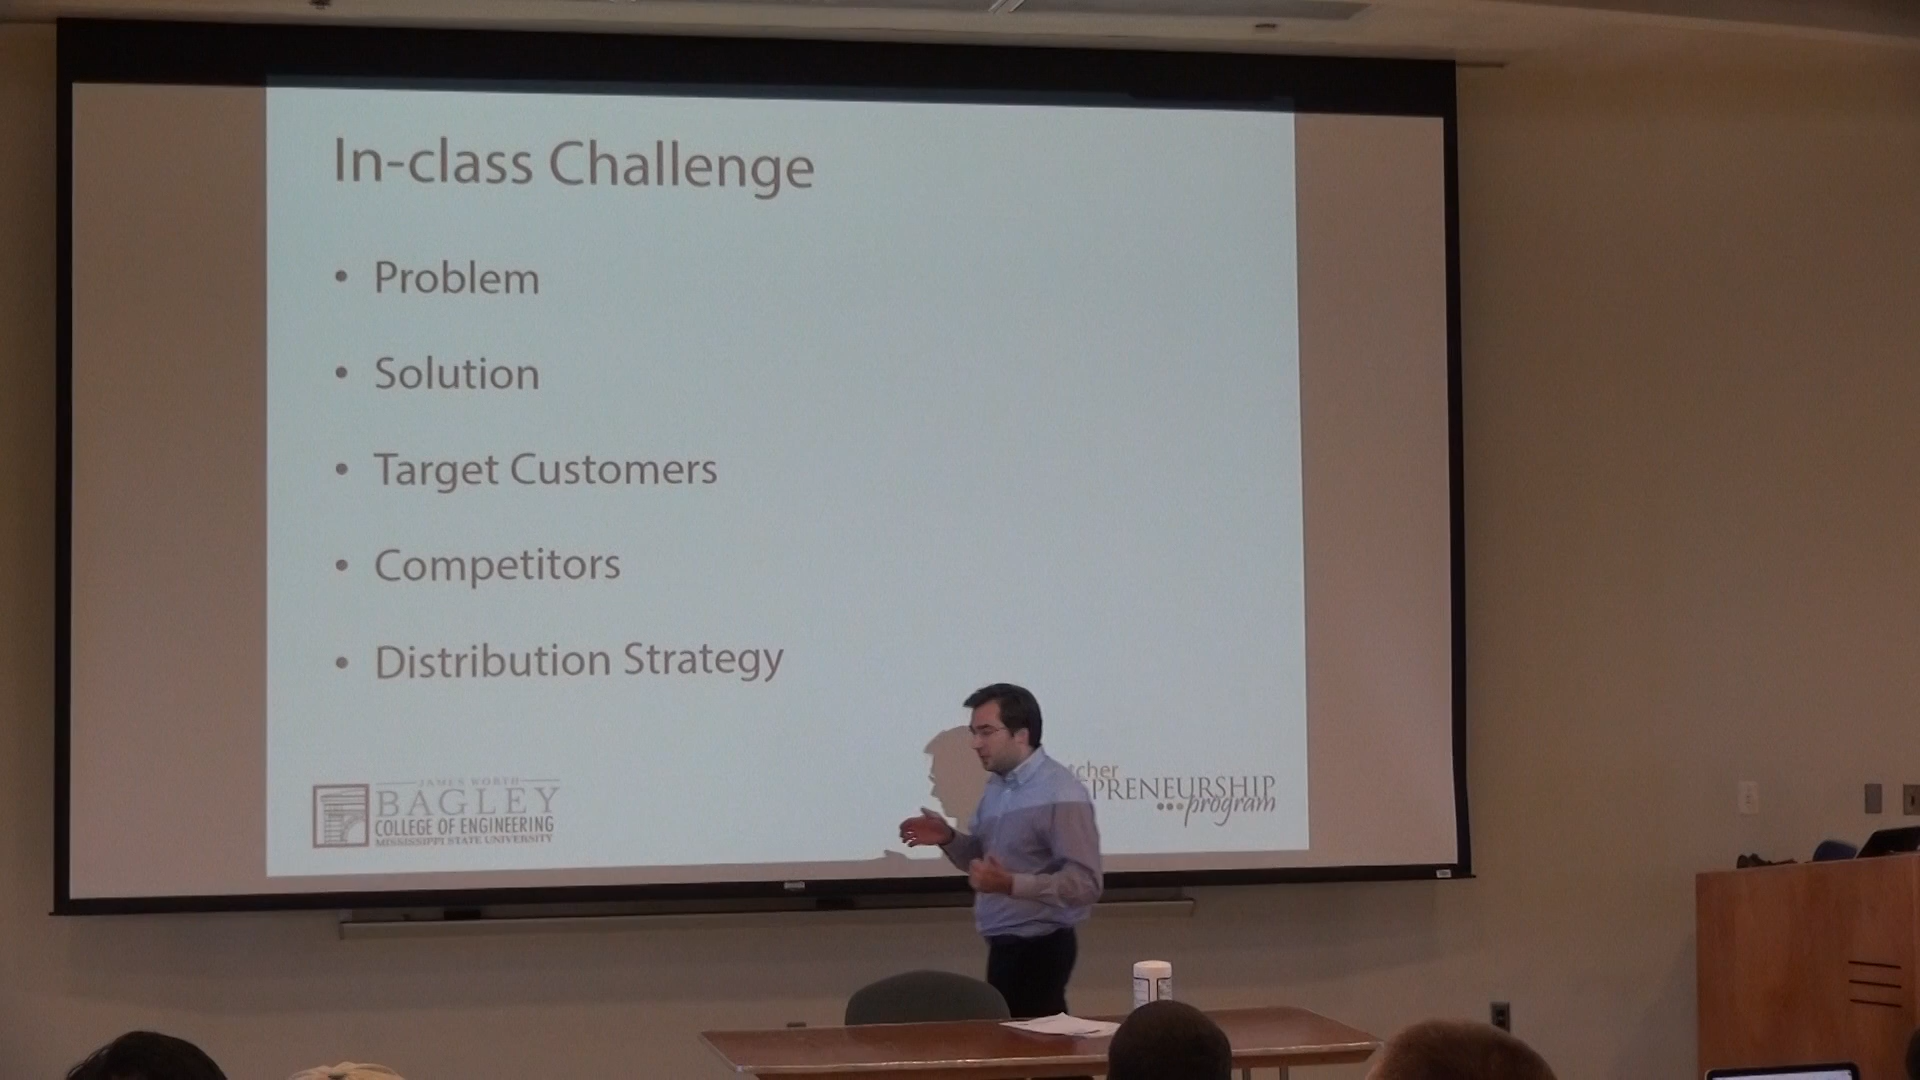 In-class Challenge
• Problem
• Solution
• Target Customers
• Competitors
• Distribution Strategy
JAMES WORTH
BAGLEY
COLLEGE OF ENGINEERING
MISSISSIPPI STATE UNIVERSITY
tcher
PRENEURSHIP
program